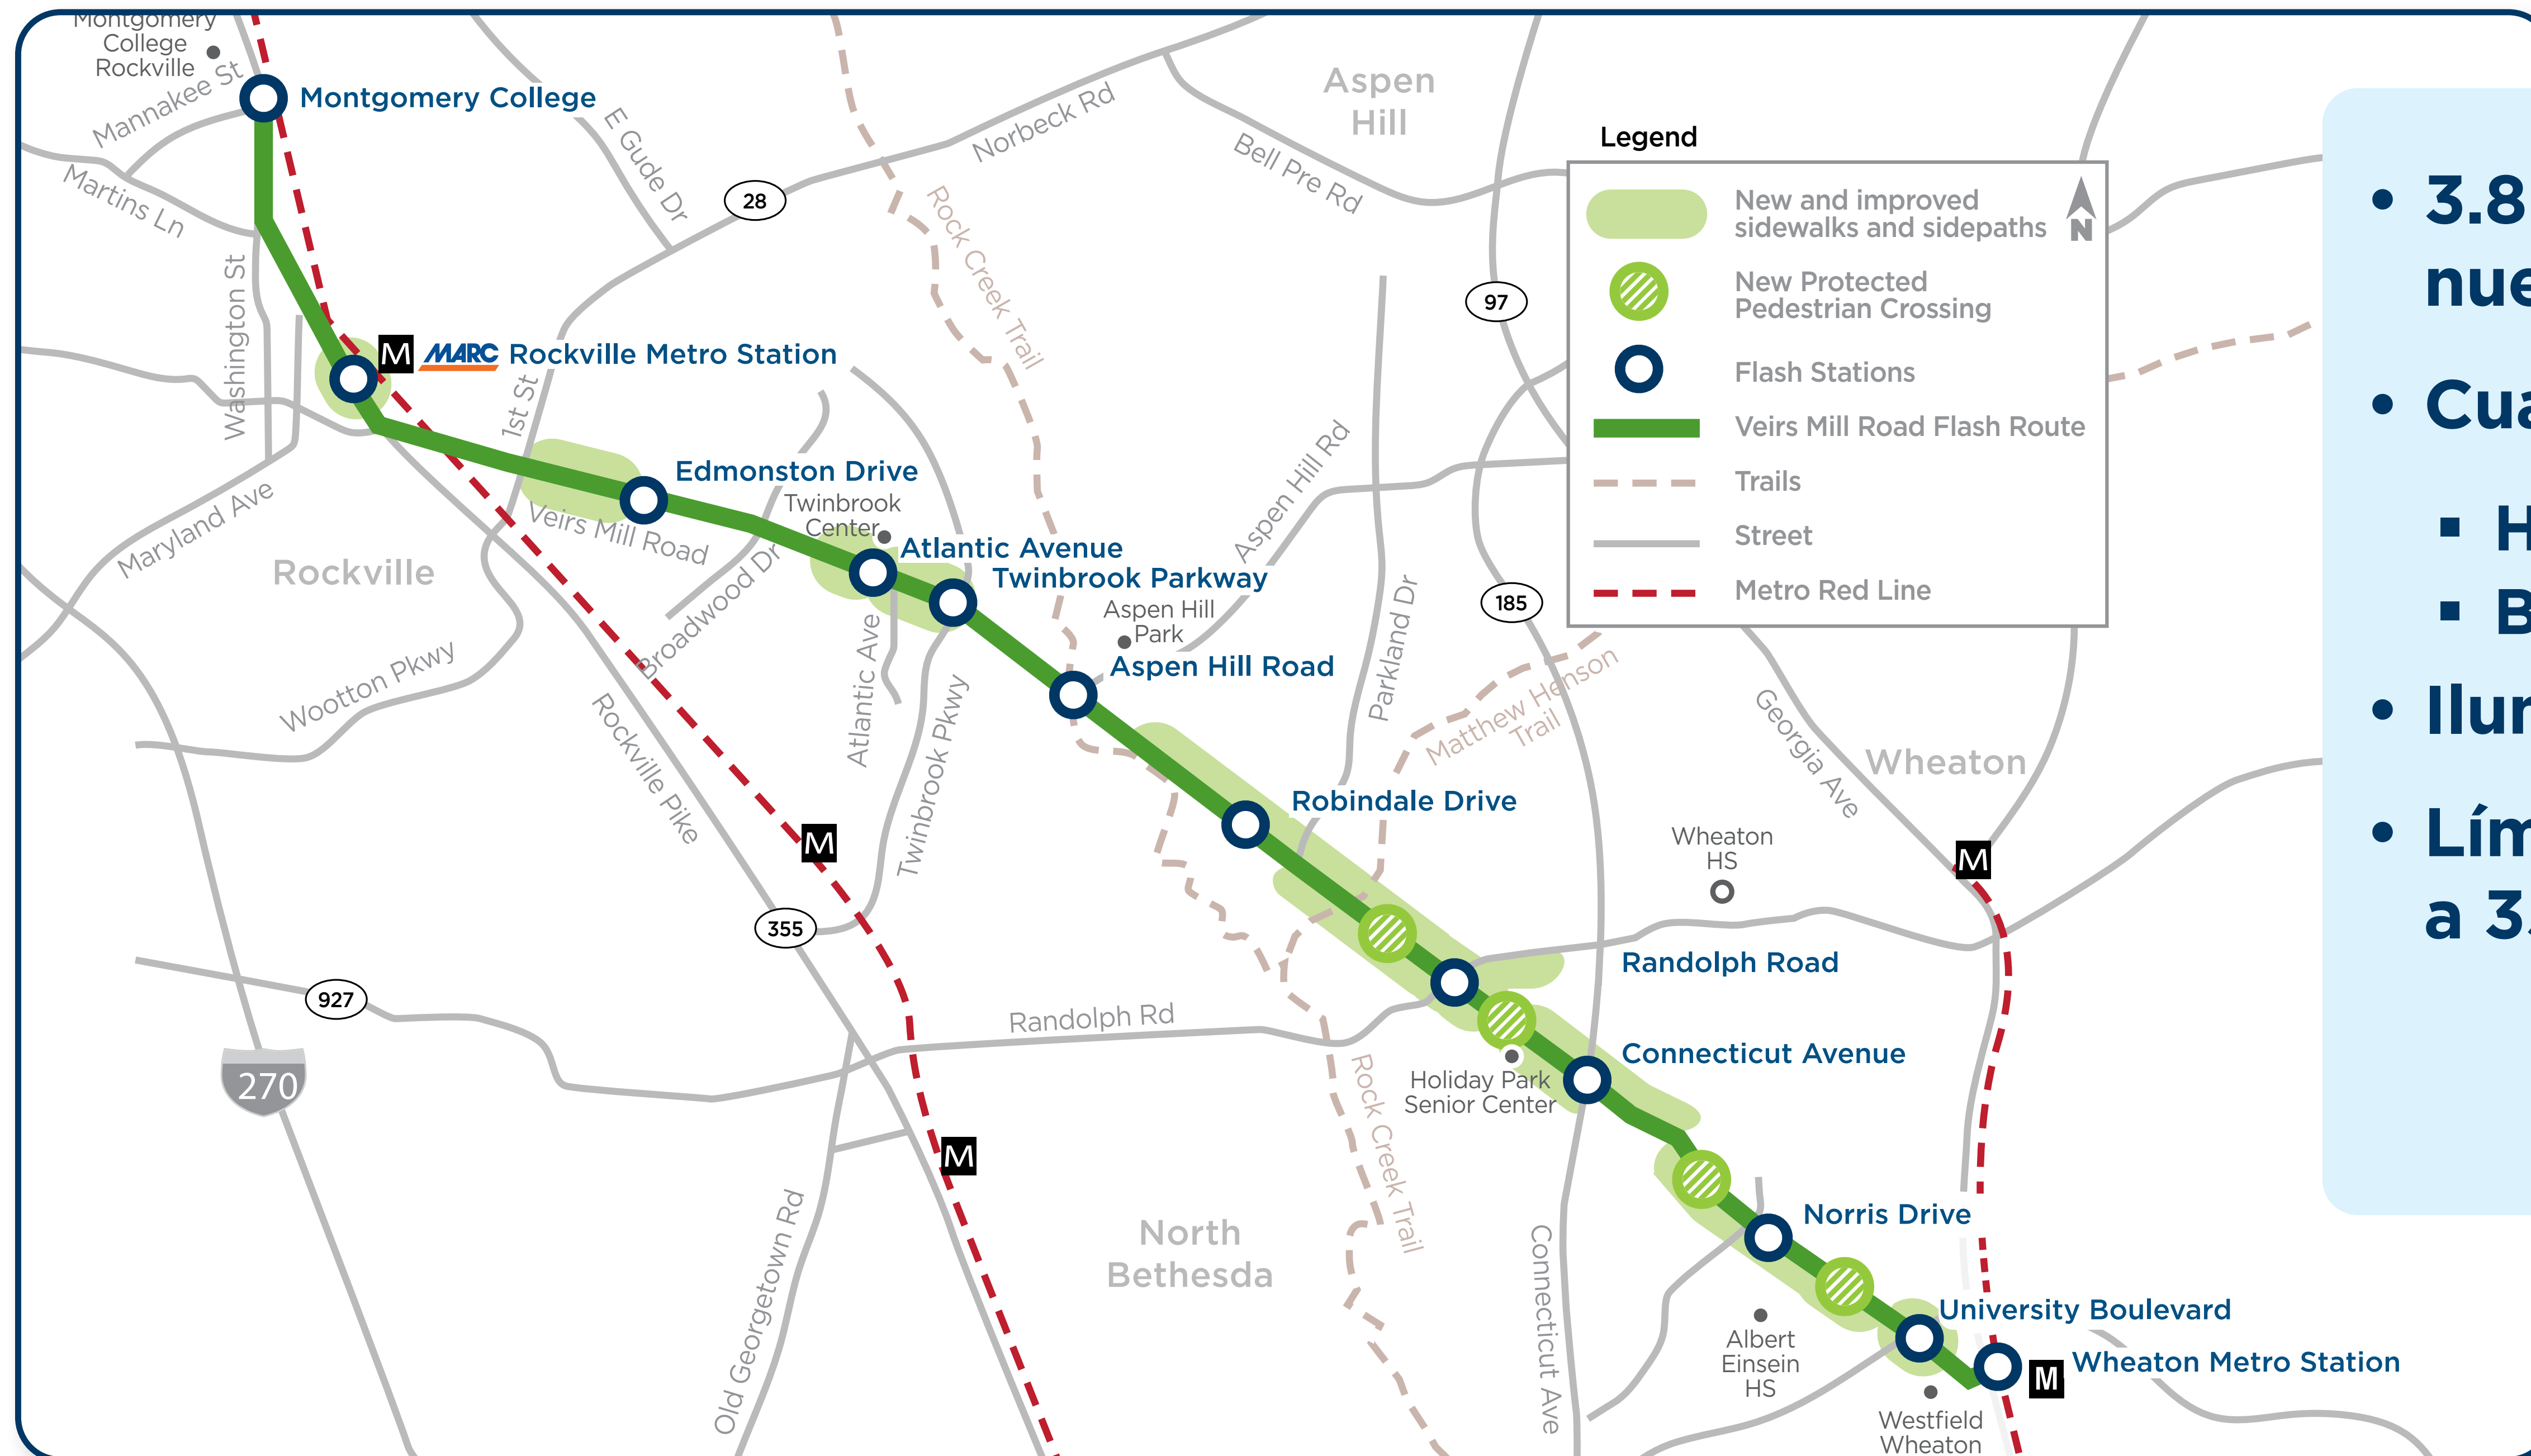 Montgomery
College
Rockville
Mannakee St
Montgomery College
Martins Ln
E Gude Dr
28
Norbeck Rd
Bell Pre Rd
Aspen
Hill
Rock Creek Trail
Washington St
M
MARC
Rockville Metro Station
1st St
97
Legend
New and improved
sidewalks and sidepaths
N
New Protected
Pedestrian Crossing
Flash Stations
Veirs Mill Road Flash Route
Trails
Street
Metro Red Line
Edmonston Drive
Twinbrook
Center
Veirs Mill Road
Maryland Ave
Rockville
Broadwood Dr
Atlantic Avenue
Twinbrook Parkway
Aspen Hill
Park
Aspen Hill Rd
Aspen Hill Road
Parkland Dr
185
Wootton Pkwy
Rockville Pike
Atlantic Ave
Twinbrook Pkwy
Matthew Henson
Trail
Georgia Ave
Wheaton
Robindale Drive
M
Wheaton
HS
M
355
927
270
Randolph Rd
Randolph Road
Connecticut Avenue
Holiday Park
Senior Center
Rock Creek Trail
M
Old Georgetown Rd
North
Bethesda
Connecticut Ave
Norris Drive
Albert
Einsein
HS
University Boulevard
Wheaton Metro Station
M
Westfield
Wheaton
• 3.8
nue
• Cua
▪ H
▪ B
• Ilu
• Lím
a 3